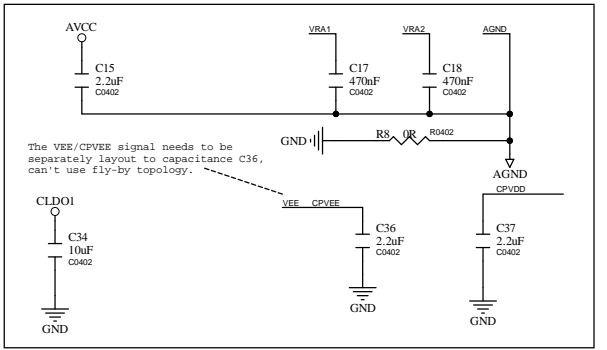 AVCC
VRA1
VRA2
AGND
C15
2.2uF
C0402
C17
470nF
C0402
C18
470nF
C0402
GND
R8
0R
R0402
AGND
The VEE/CPVEE signal needs to be
separately layout to capacitance C36,
can't use fly-by topology.
CPVDD
CLDO1
VEE CPVEE
C34
10uF
C0402
C36
2.2uF
C0402
C37
2.2uF
C0402
GND
GND
GND